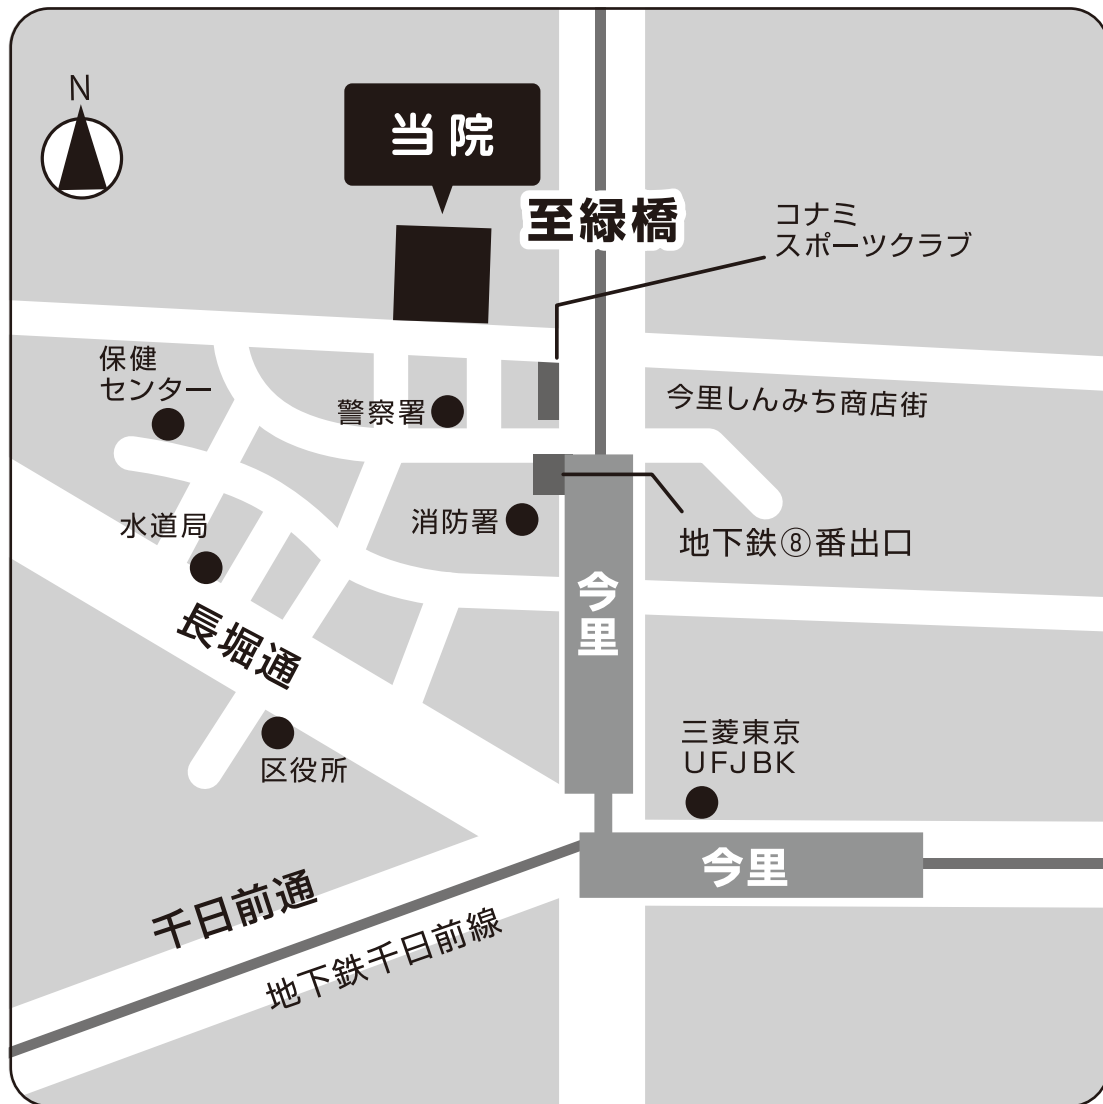 N
当院
至緑橋
コナミ
スポーツクラブ
保健
センター
警察署
今里しんみち商店街
水道局
消防署
地下鉄⑧番出口
今里
長堀通
三菱東京
UFJBK
区役所
今里
千日前通
地下鉄千日前線